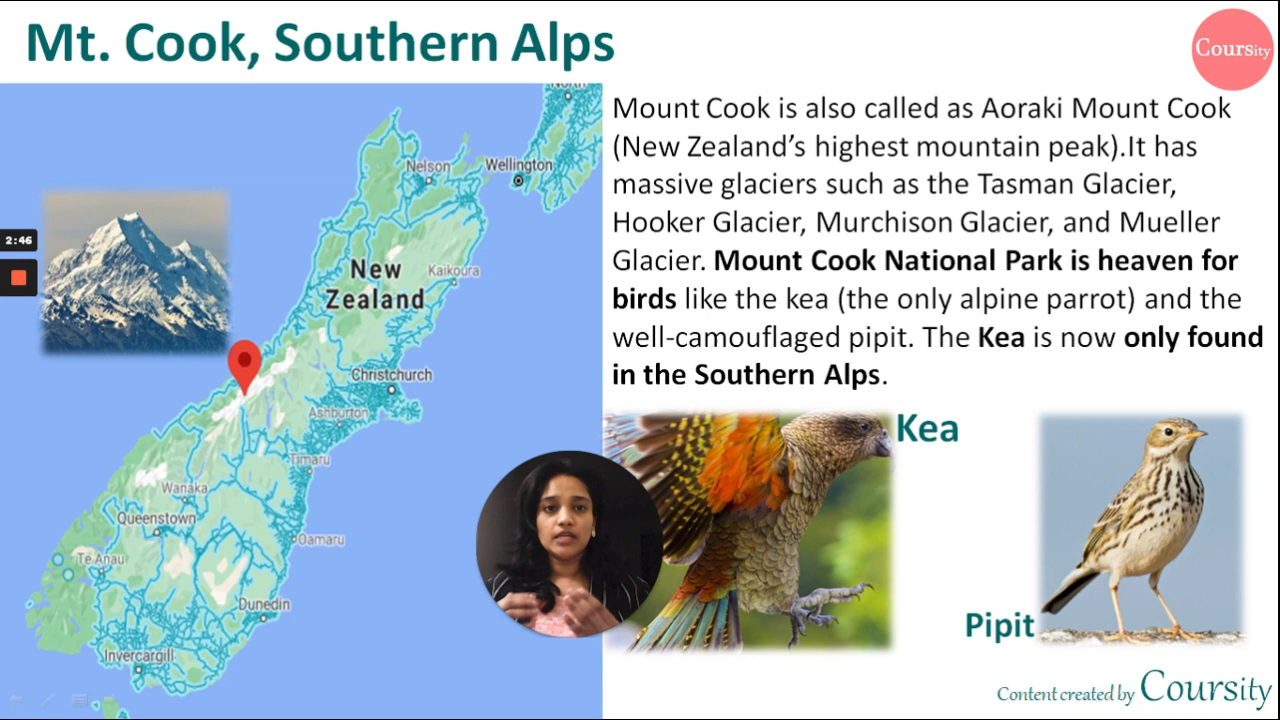 Mt. Cook, Southern Alps
Coursity
Mount Cook is also called as Aoraki Mount Cook
(New Zealand’s highest mountain peak).It has
massive glaciers such as the Tasman Glacier,
Hooker Glacier, Murchison Glacier, and Mueller
Glacier. Mount Cook National Park is heaven for
birds like the kea (the only alpine parrot) and the
well-camouflaged pipit. The Kea is now only found
in the Southern Alps.
North
Nelson
Wellington
2:46
New
Zealand
Kaikoura
Christchurch
Ashburton
Timaru
Wanaka
Queenstown
Oamaru
Te Anau
Dunedin
Invercargill
Kea
Pipit
Content created by Coursity